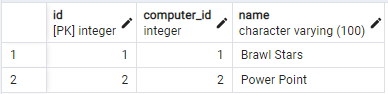 id computer_id name
[PK] integer integer character varying (100)
1 1 1 Brawl Stars
2 2 2 Power Point